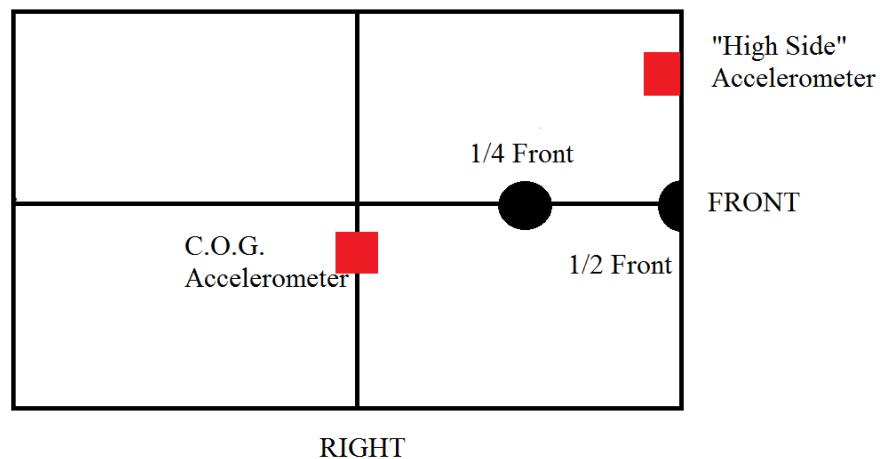 "High Side"
Accelerometer
1/4 Front
FRONT
C.O.G.
Accelerometer
1/2 Front
RIGHT